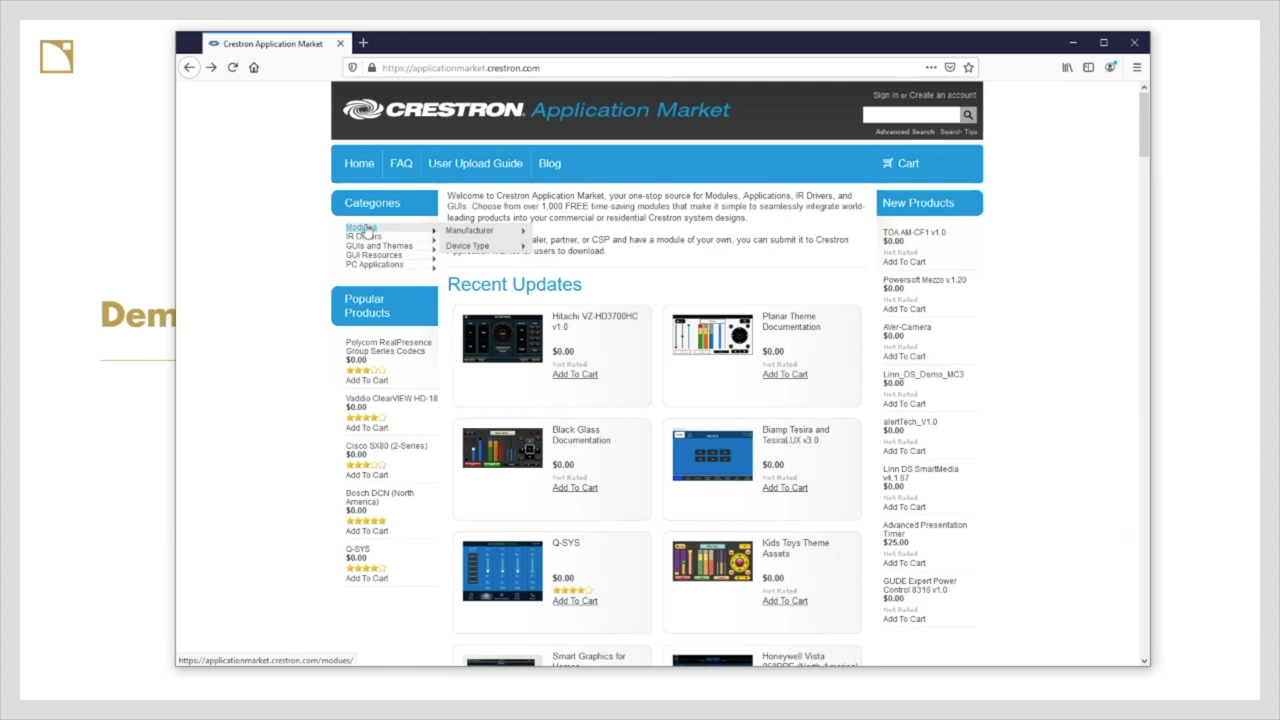 Crestron Application Market
https://applicationmarket.crestron.com
Sign in or Create an account
CRESTRON. Application Market
Advanced Search Search Tips
Home FAQ User Upload Guide Blog
Cart
Categories
Modules
IR Drivers
GUIs and Themes
GUI Resources
PC Applications
Manufacturer
Device Type
Welcome to Crestron Application Market, your one-stop source for Modules, Applications, IR Drivers, and
GUIs. Choose from over 1,000 FREE time-saving modules that make it simple to seamlessly integrate world-
leading products into your commercial or residential Crestron system designs.
partner, or CSP and have a module of your own, you can submit it to Crestron
users to download.
Popular
Products
Polycom RealPresence
Group Series Codecs
$0.00
Add To Cart
Vaddio ClearVIEW HD-18
$0.00
Add To Cart
Cisco SX80 (2-Series)
$0.00
Add To Cart
Bosch DCN (North
America)
$0.00
Add To Cart
Q-SYS
$0.00
Add To Cart
Recent Updates
Hitachi VZ-HD3700HC
v1.0
$0.00
Not Rated
Add To Cart
Planar Theme
Documentation
$0.00
Not Rated
Add To Cart
Black Glass
Documentation
$0.00
Not Rated
Add To Cart
Biamp Tesira and
TesiraLUX v3.0
$0.00
Not Rated
Add To Cart
Q-SYS
$0.00
Add To Cart
Kids Toys Theme
Assets
$0.00
Not Rated
Add To Cart
Smart Graphics for
Honeywell Vista
New Products
TOA AM-CF1 v1.0
$0.00
Not Rated
Add To Cart
Powersoft Mezzo v.1.20
$0.00
Not Rated
Add To Cart
AVer-Camera
$0.00
Not Rated
Add To Cart
Linn_DS_Demo_MC3
$0.00
Not Rated
Add To Cart
alertTech_V1.0
$0.00
Not Rated
Add To Cart
Linn DS SmartMedia
v4.1.67
$0.00
Not Rated
Add To Cart
Advanced Presentation
Timer
$25.00
Not Rated
Add To Cart
GUDE Expert Power
Control 8316 v1.0
$0.00
Not Rated
Add To Cart
Dem
https://applicationmarket.crestron.com/modues/